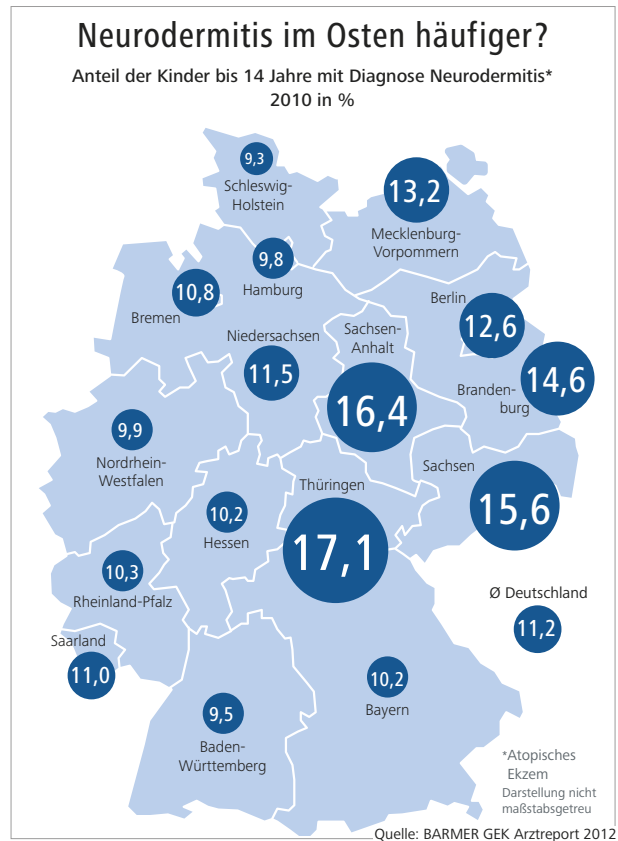 Neurodermitis im Osten häufiger?
Anteil der Kinder bis 14 Jahre mit Diagnose Neurodermitis*
2010 in %
9,3
Schleswig-
Holstein
13,2
Mecklenburg-
Vorpommern
9,8
Hamburg
10,8
Bremen
Berlin
12,6
Niedersachsen
11,5
Sachsen-
Anhalt
16,4
14,6
Branden-
burg
9,9
Nordrhein-
Westfalen
Sachsen
15,6
Thüringen
17,1
10,2
Hessen
10,3
Rheinland-Pfalz
Ø Deutschland
11,2
Saarland
11,0
10,2
Bayern
9,5
Baden-
Württemberg
*Atopisches
Ekzem
Darstellung nicht
maßstabsgetreu
Quelle: BARMER GEK Arztreport 2012